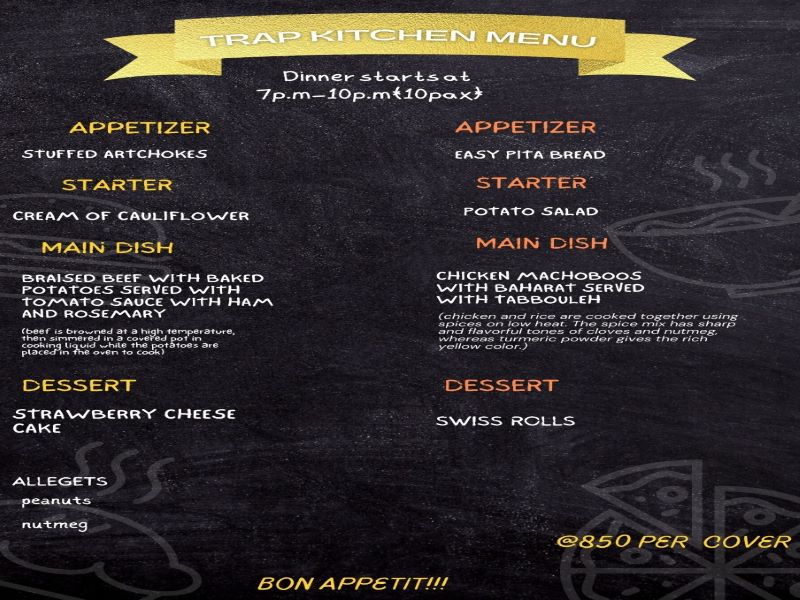 TRAP KITCHEN MENU
Dinner starts at
7p.m-10p.m{10pax}
APPETIZER
STUFFED ARTCHOKES
STARTER
CREAM OF CAULIFLOWER
MAIN DISH
BRAISED BEEF WITH BAKED
POTATOES SERVED WITH
TOMATO SAUCE WITH HAM
AND ROSEMARY
(beef is browned at a high temperature,
then simmered in a covered pot in
cooking liquid while the potatoes are
placed in the oven to cook)
DESSERT
STRAWBERRY CHEESE
CAKE
ALLEGETS
peanuts
nutmeg
APPETIZER
EASY PITA BREAD
STARTER
POTATO SALAD
MAIN DISH
CHICKEN MACHOBOOS
WITH BAHARAT SERVED
WITH TABBOULEH
(chicken and rice are cooked together using
spices on low heat. The spice mix has sharp
and flavorful tones of cloves and nutmeg,
whereas turmeric powder gives the rich
yellow color.)
DESSERT
SWISS ROLLS
@850 PER COVER
BON APPETIT!!!